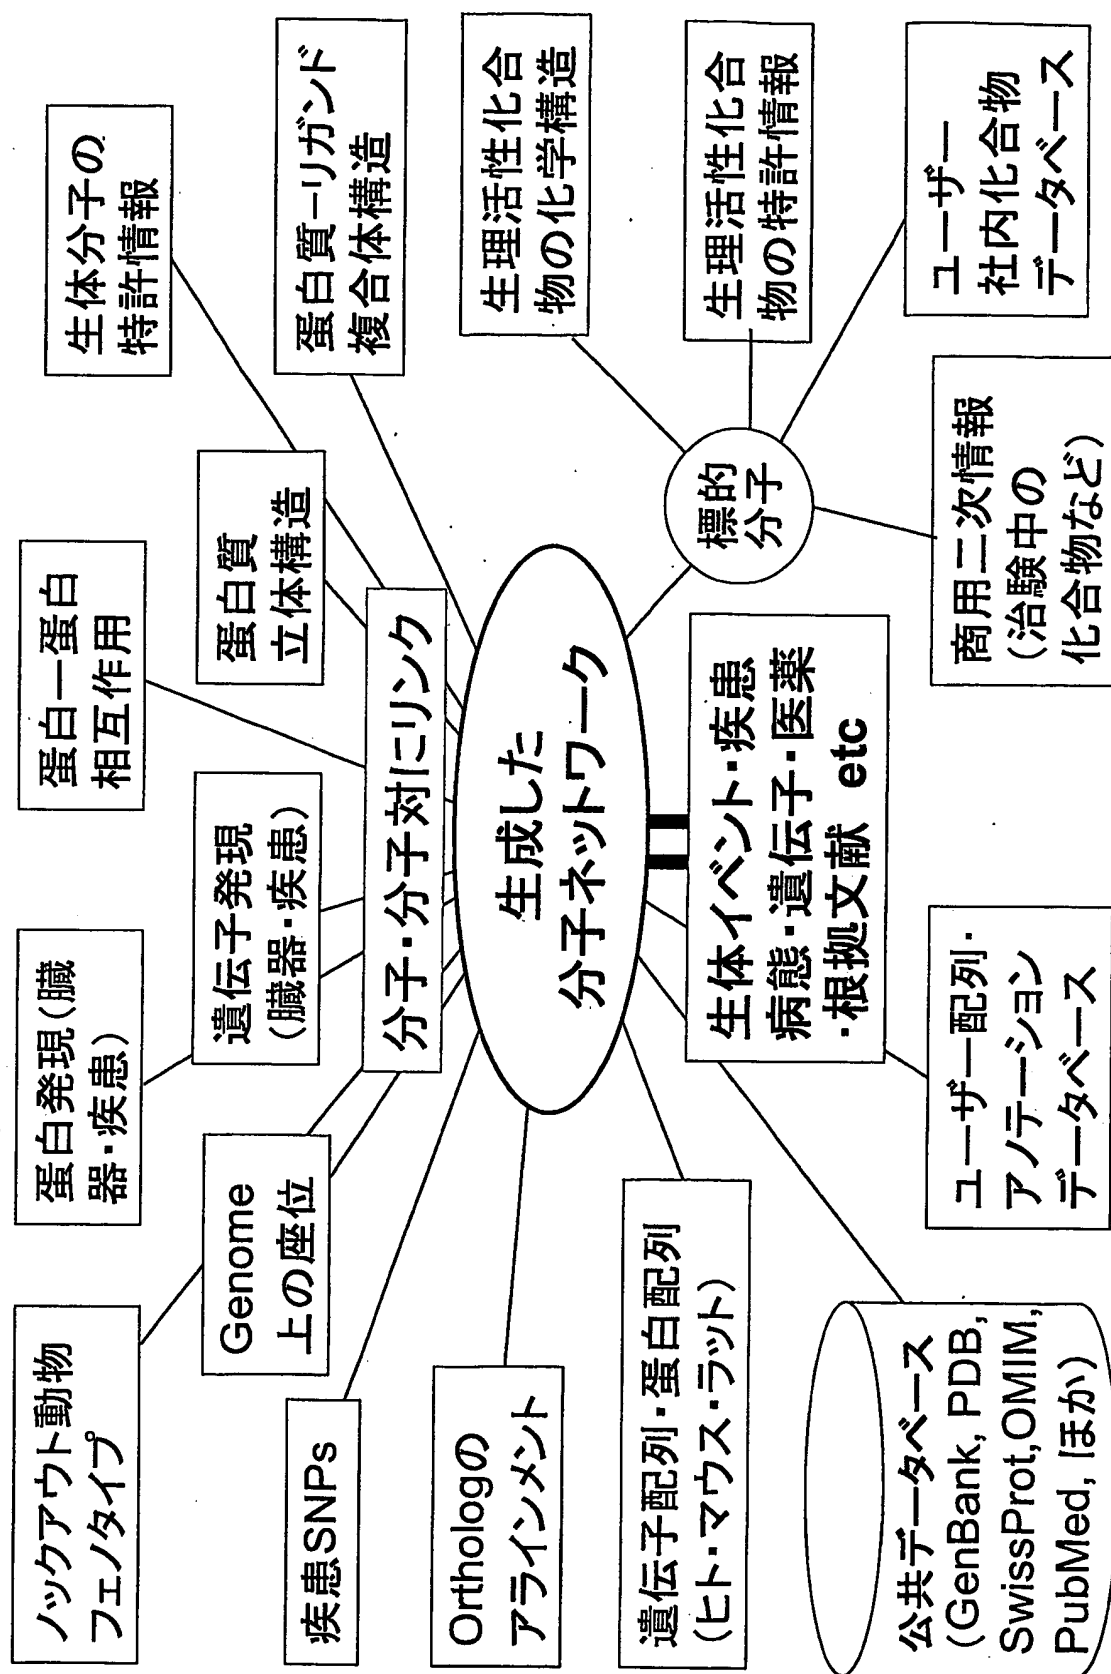 ノックアウト動物
フェノタイプ
蛋白発現(臓
器・疾患)
蛋白ー蛋白
相互作用
生体分子の
特許情報
Genome
上の座位
遺伝子発現
(臓器・疾患)
蛋白質
立体構造
蛋白質ーリガンド
複合体構造
疾患SNPs
分子・分子対にリンク
Orthologの
アラインメント
生成した
分子ネットワーク
生理活性化合
物の化学構造
遺伝子配列・蛋白配列
(ヒト・マウス・ラット)
生体イベント・疾患
病態・遺伝子・医薬
・根拠文献 etc
標的
分子
生理活性化合
物の特許情報
公共データベース
(GenBank, PDB,
SwissProt,OMIM,
PubMed, ほか)
ユーザー配列・
アノテーション
データベース
商用二次情報
(治験中の
化合物など)
ユーザー
社内化合物
データベース